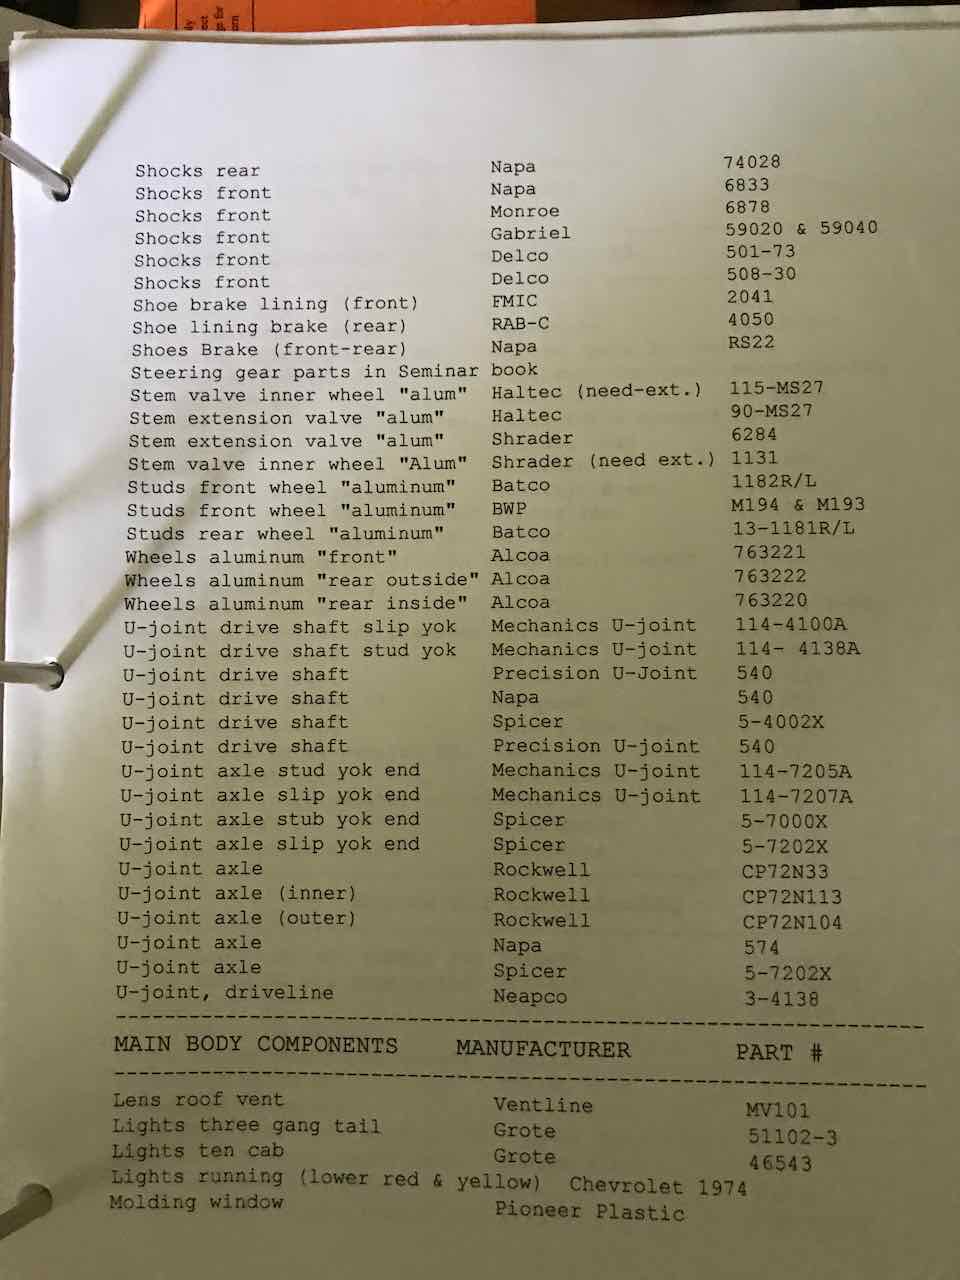 Shocks rear Napa 74028
Shocks front Napa 6833
Shocks front Monroe 6878
Shocks front Gabriel 59020 & 59040
Shocks front Delco 501-73
Shocks front Delco 508-30
Shoe brake lining (front) FMIC 2041
Shoe lining brake (rear) RAB-C 4050
Shoes Brake (front-rear) Napa RS22
Steering gear parts in Seminar book
Stem valve inner wheel "alum" Haltec (need-ext.) 115-MS27
Stem extension valve "alum" Haltec 90-MS27
Stem extension valve "alum" Shrader 6284
Stem valve inner wheel "Alum" Shrader (need ext.) 1131
Studs front wheel "aluminum" Batco 1182R/L
Studs front wheel "aluminum" BWP M194 & M193
Studs rear wheel "aluminum" Batco 13-1181R/L
Wheels aluminum "front" Alcoa 763221
Wheels aluminum "rear outside" Alcoa 763222
Wheels aluminum "rear inside" Alcoa 763220
U-joint drive shaft slip yok Mechanics U-joint 114-4100A
U-joint drive shaft stud yok Mechanics U-joint 114- 4138A
U-joint drive shaft Precision U-Joint 540
U-joint drive shaft Napa 540
U-joint drive shaft Spicer 5-4002X
U-joint drive shaft Precision U-joint 540
U-joint axle stud yok end Mechanics U-joint 114-7205A
U-joint axle slip yok end Mechanics U-joint 114-7207A
U-joint axle stub yok end Spicer 5-7000X
U-joint axle slip yok end Spicer 5-7202X
U-joint axle Rockwell CP72N33
U-joint axle (inner) Rockwell CP72N113
U-joint axle (outer) Rockwell CP72N104
U-joint axle Napa 574
U-joint axle Spicer 5-7202X
U-joint, driveline Neapco 3-4138
MAIN BODY COMPONENTS MANUFACTURER PART #
Lens roof vent Ventline MV101
Lights three gang tail Grote 51102-3
Lights ten cab Grote 46543
Lights running (lower red & yellow) Chevrolet 1974
Molding window Pioneer Plastic